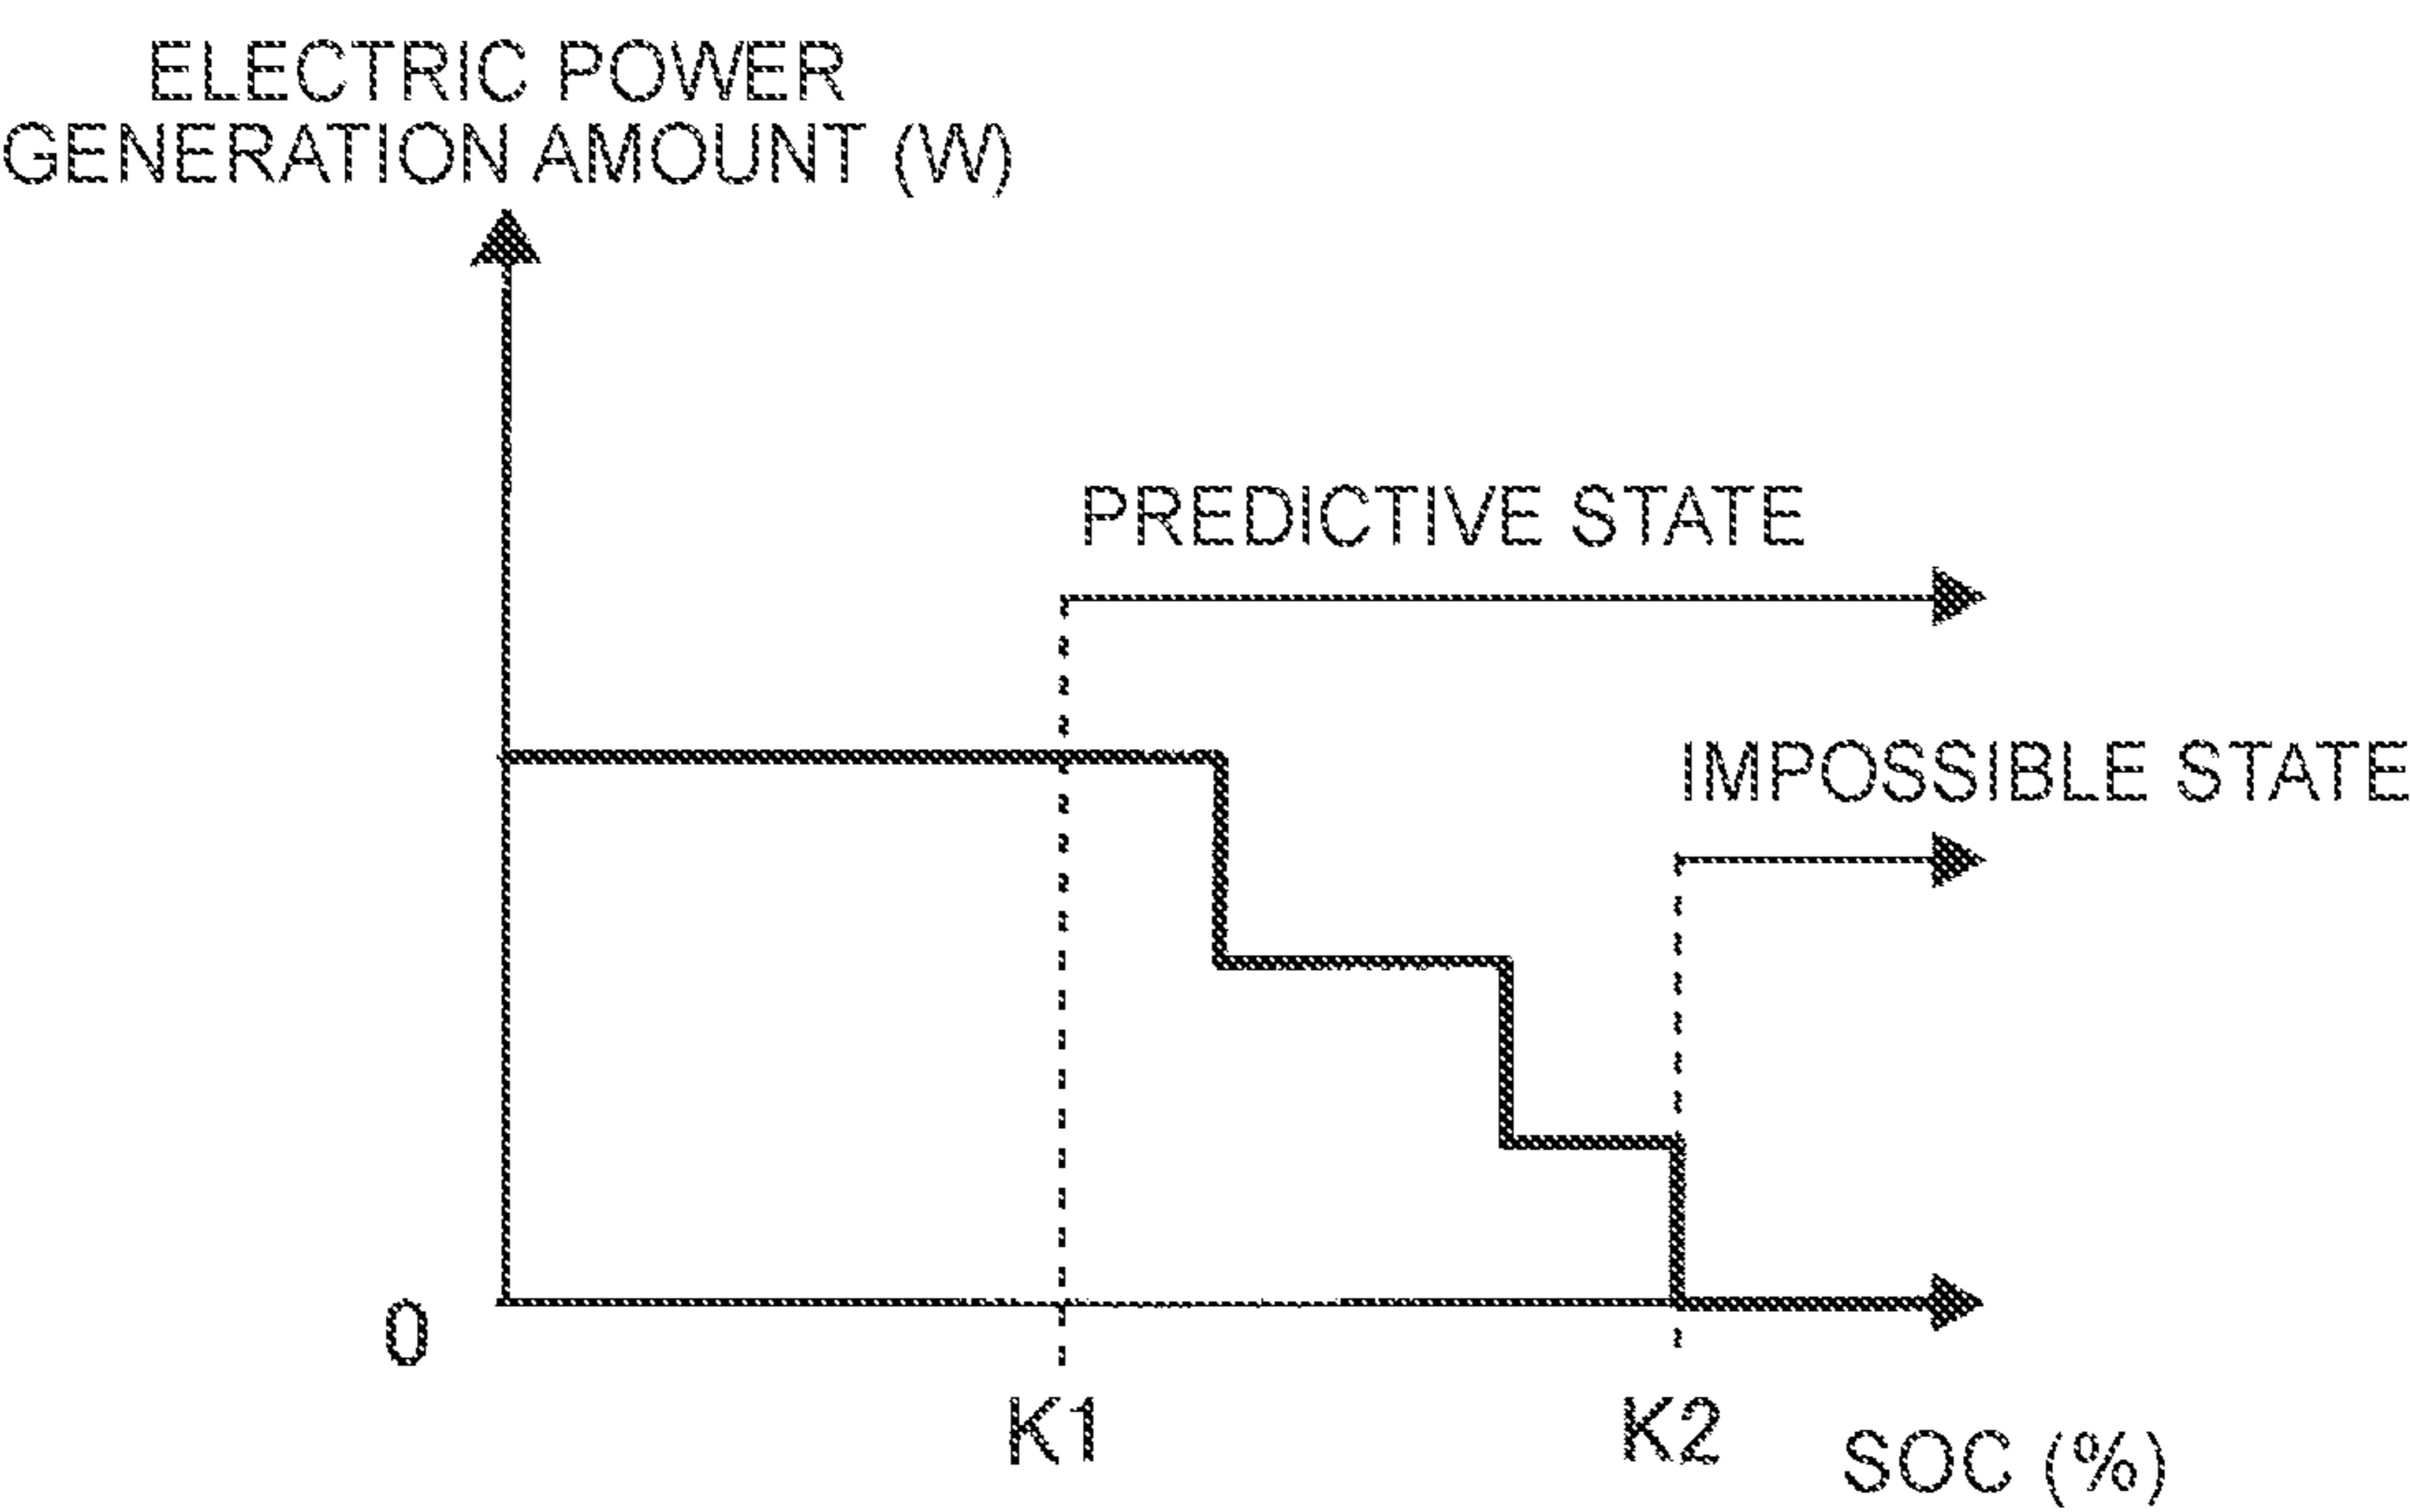 ELECTRIC POWER
GENERATION AMOUNT (W)
PREDICTIVE STATE
IMPOSSIBLE STATE
0
K1
K2
SOC (%)